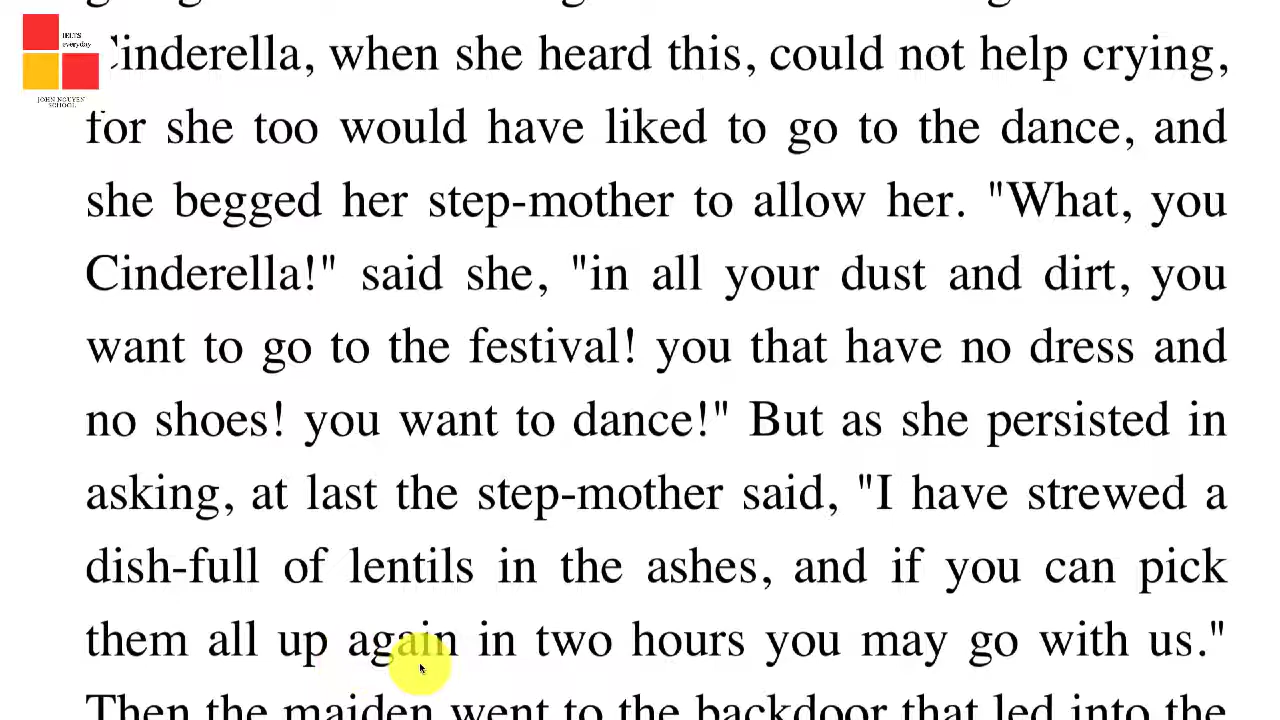 IELTS
everyday
JOHN NGUYEN
SCHOOL
Cinderella, when she heard this, could not help crying,
for she too would have liked to go to the dance, and
she begged her step-mother to allow her. "What, you
Cinderella!" said she, "in all your dust and dirt, you
want to go to the festival! you that have no dress and
no shoes! you want to dance!" But as she persisted in
asking, at last the step-mother said, "I have strewed a
dish-full of lentils in the ashes, and if you can pick
them all up again in two hours you may go with us."
Then the maiden went to the backdoor that led into the